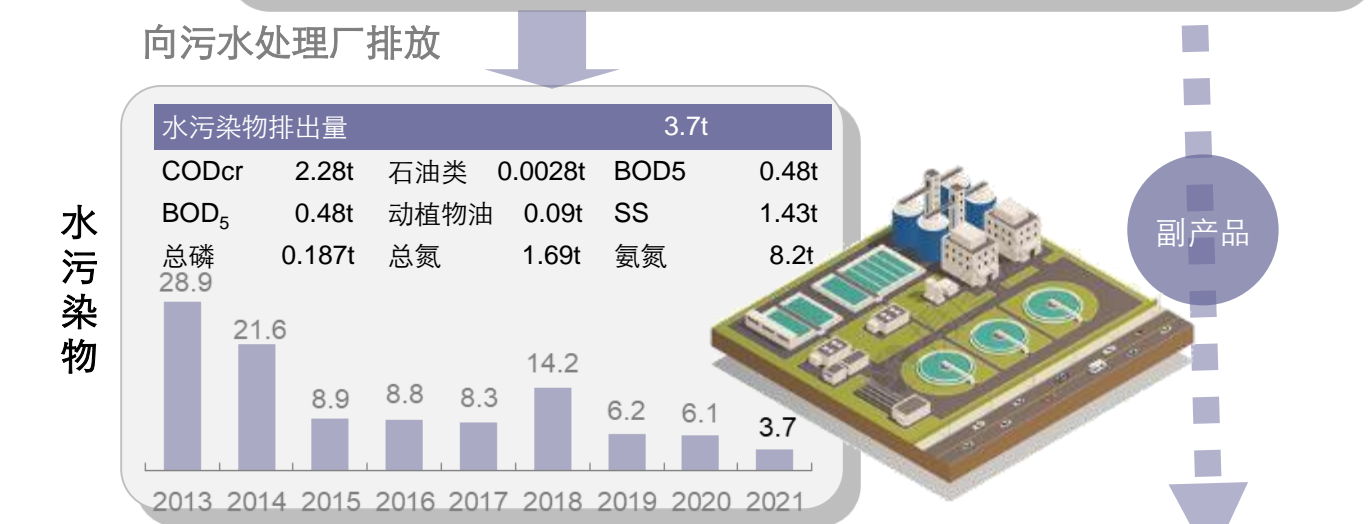 向污水处理厂排放
水污染物排出量 3.7t
CODcr 2.28t 石油类 0.0028t BOD5 0.48t
BOD₅ 0.48t 动植物油 0.09t SS 1.43t
总磷 0.187t 总氮 1.69t 氨氮 8.2t
水污染物
副产品
28.9 21.6 8.9 8.8 8.3 14.2 6.2 6.1 3.7
2013 2014 2015 2016 2017 2018 2019 2020 2021